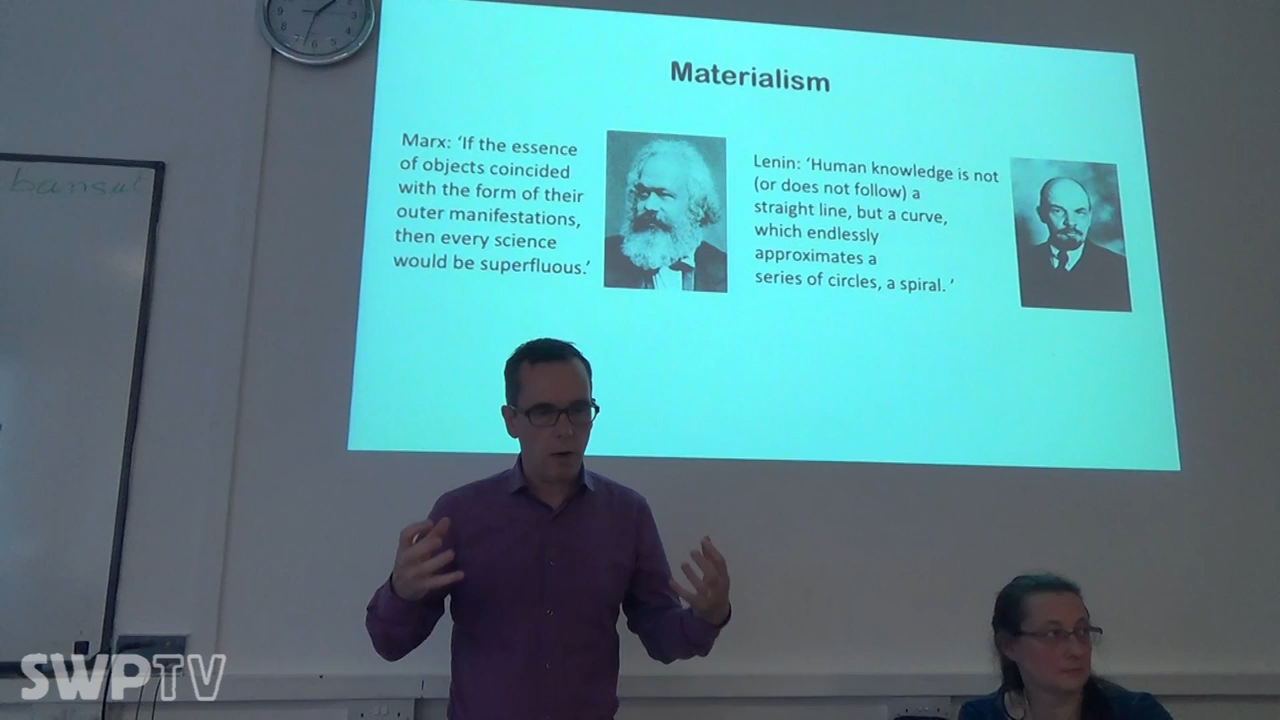 Materialism
Marx: ‘If the essence
of objects coincided
with the form of their
outer manifestations,
then every science
would be superfluous.’
Lenin: ‘Human knowledge is not
(or does not follow) a
straight line, but a curve,
which endlessly
approximates a
series of circles, a spiral. ’
SWPTV